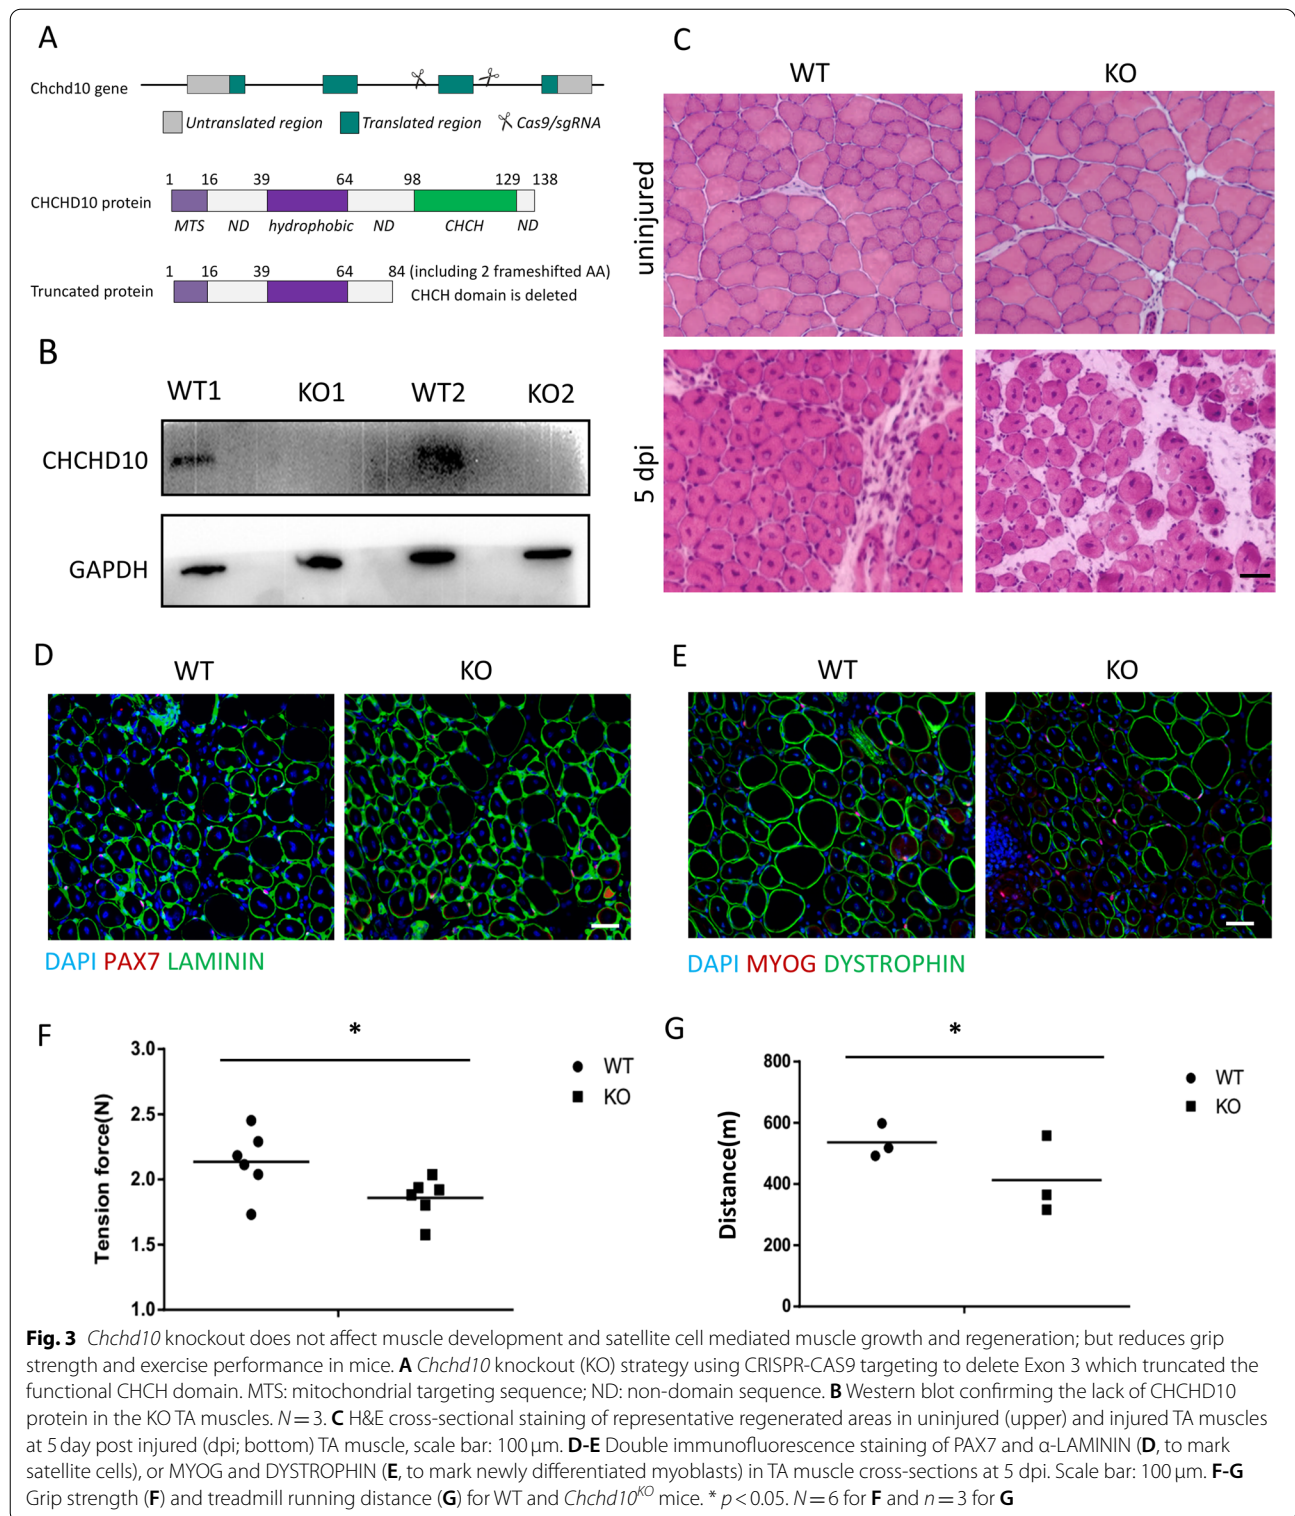 A
Chchd10 gene
Untranslated region
Translated region
Cas9/sgRNA
1 16 39 64 98 129 138
CHCHD10 protein
MTS ND hydrophobic ND CHCH ND
1 16 39 64 84 (including 2 frameshifted AA)
Truncated protein
CHCH domain is deleted
B
WT1 KO1 WT2 KO2
CHCHD10
GAPDH
C
WT KO
uninjured
5 dpi
D
WT KO
DAPI PAX7 LAMININ
E
WT KO
DAPI MYOG DYSTROPHIN
F
*
3.0
2.5
2.0
1.5
1.0
Tension force(N)
WT
KO
G
*
800
600
400
200
0
Distance(m)
WT
KO
Fig. 3 Chchd10 knockout does not affect muscle development and satellite cell mediated muscle growth and regeneration; but reduces grip
strength and exercise performance in mice. A Chchd10 knockout (KO) strategy using CRISPR-CAS9 targeting to delete Exon 3 which truncated the
functional CHCH domain. MTS: mitochondrial targeting sequence; ND: non-domain sequence. B Western blot confirming the lack of CHCHD10
protein in the KO TA muscles. N = 3. C H&E cross-sectional staining of representative regenerated areas in uninjured (upper) and injured TA muscles
at 5 day post injured (dpi; bottom) TA muscle, scale bar: 100 μm. D-E Double immunofluorescence staining of PAX7 and α-LAMININ (D, to mark
satellite cells), or MYOG and DYSTROPHIN (E, to mark newly differentiated myoblasts) in TA muscle cross-sections at 5 dpi. Scale bar: 100 μm. F-G
Grip strength (F) and treadmill running distance (G) for WT and Chchd10KO mice. * p < 0.05. N = 6 for F and n = 3 for G